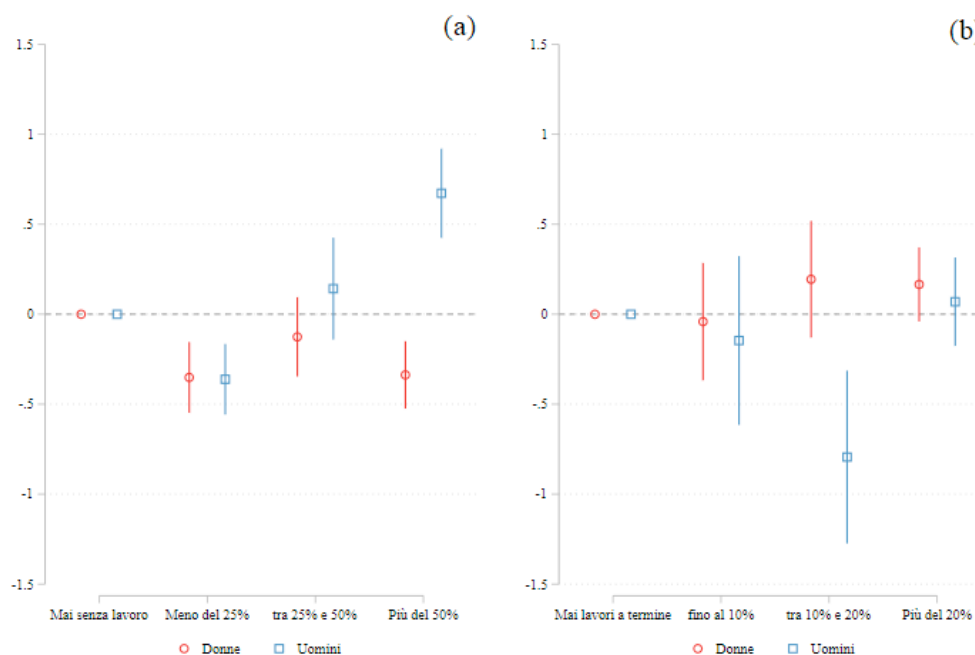 (a)
1.5
1
.5
0
-.5
-1
-1.5
Mai senza lavoro Meno del 25% tra 25% e 50% Più del 50%
Donne Uomini
(b)
1.5
1
.5
0
-.5
-1
-1.5
Mai lavori a termine fino al 10% tra 10% e 20% Più del 20%
Donne Uomini